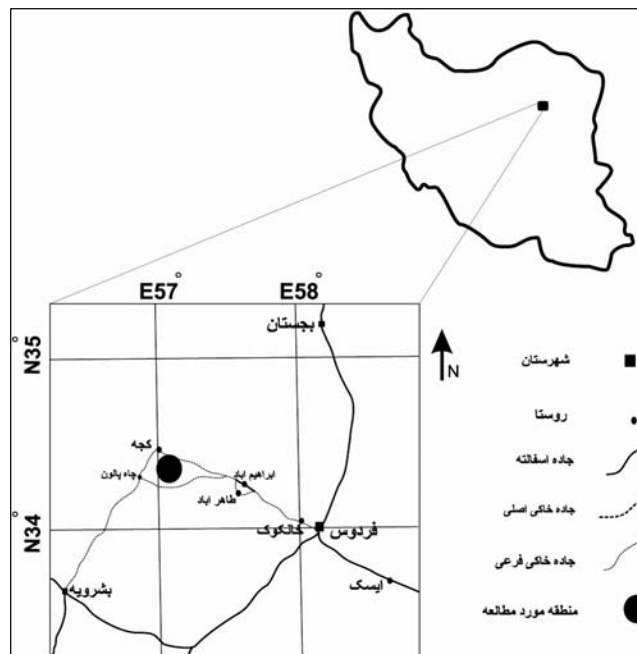 E57°
E58°
N35°
N34°
N
بجستان
کجه
چاه پالون
ابراهیم اباد
طاهر اباد
خانکوک
فردوس
بشرویه
ایسک
شهرستان
روستا
جاده اسفالته
جاده خاکی اصلی
جاده خاکی فرعی
منطقه مورد مطالعه